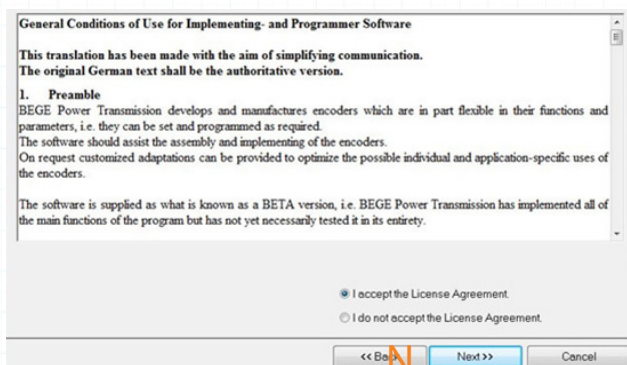 General Conditions of Use for Implementing- and Programmer Software
This translation has been made with the aim of simplifying communication.
The original German text shall be the authoritative version.
1. Preamble
BEGE Power Transmission develops and manufactures encoders which are in part flexible in their functions and
parameters, i.e. they can be set and programmed as required.
The software should assist the assembly and implementing of the encoders.
On request customized adaptations can be provided to optimize the possible individual and application-specific uses of
the encoders.
The software is supplied as what is known as a BETA version, i.e. BEGE Power Transmission has implemented all of
the main functions of the program but has not yet necessarily tested it in its entirety.
I accept the License Agreement.
I do not accept the License Agreement.
<< Back N Next >> Cancel